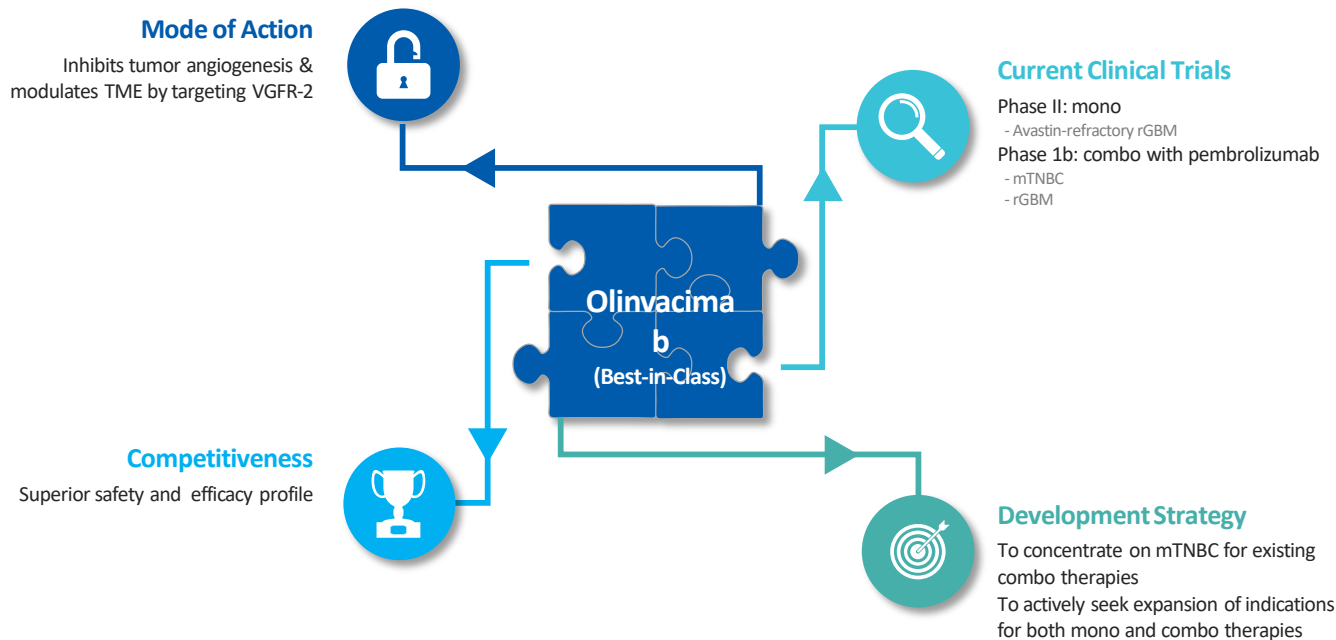 Mode of Action
Inhibits tumor angiogenesis &
modulates TME by targeting VGFR-2
Current Clinical Trials
Phase II: mono
- Avastin-refractory rGBM
Phase 1b: combo with pembrolizumab
- mTNBC
- rGBM
Olinvacima
b
(Best-in-Class)
Competitiveness
Superior safety and efficacy profile
Development Strategy
To concentrate on mTNBC for existing
combo therapies
To actively seek expansion of indications
for both mono and combo therapies